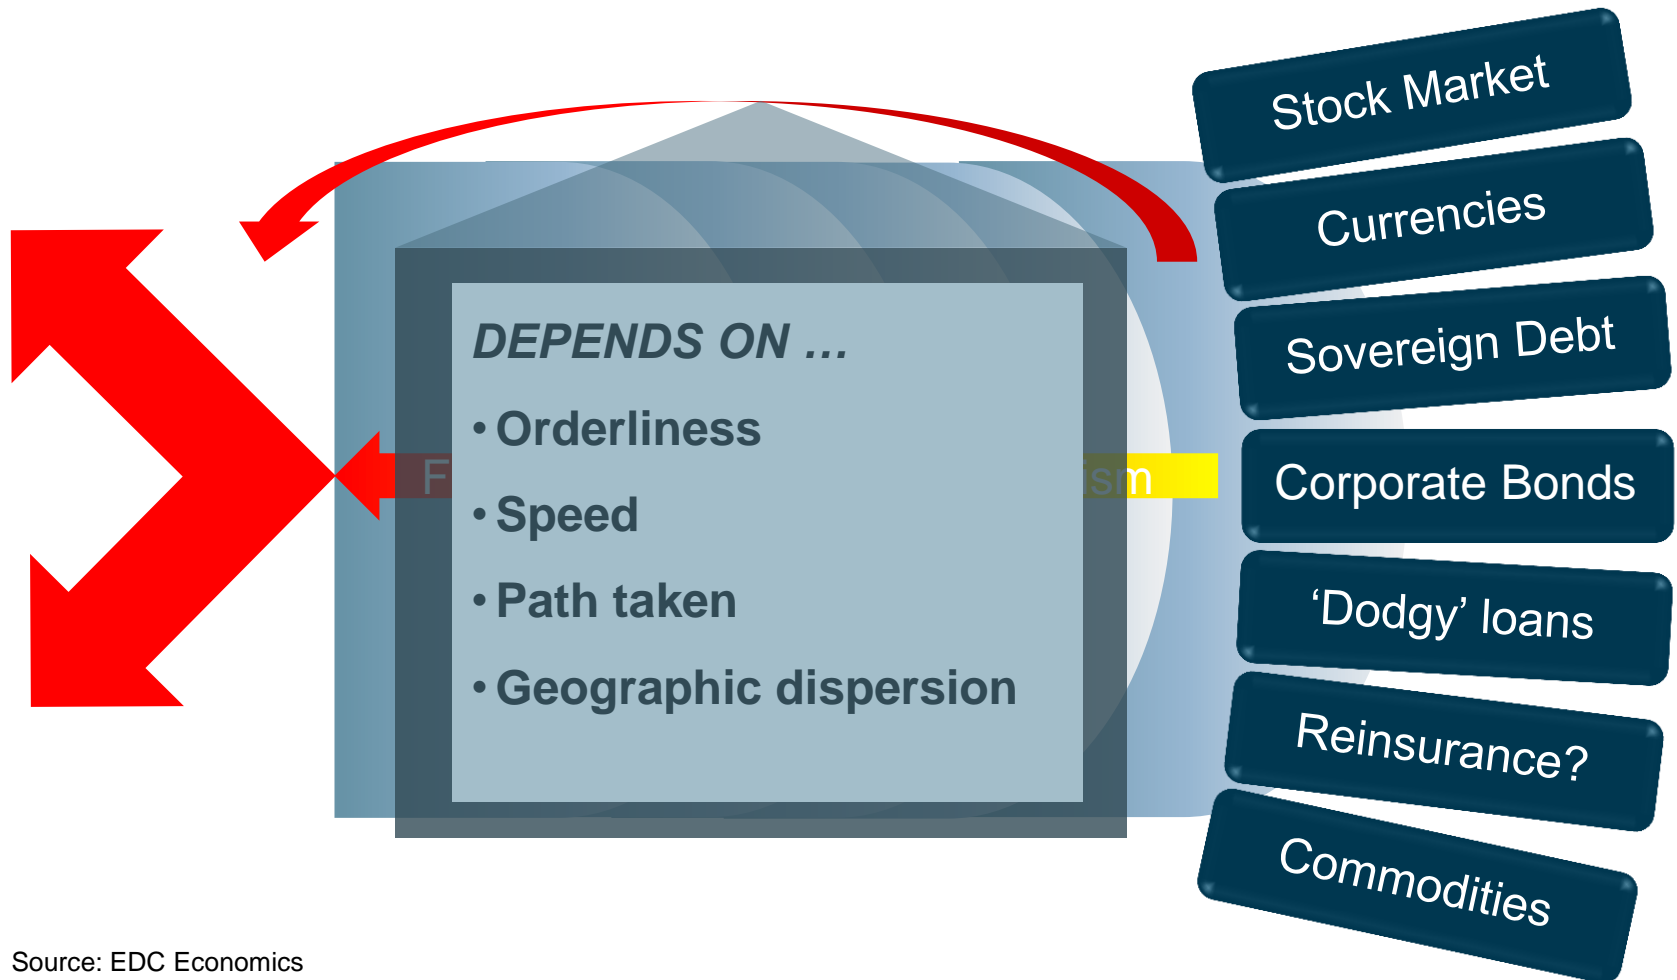 Stock Market
Currencies
Sovereign Debt
Corporate Bonds
‘Dodgy’ loans
Reinsurance?
Commodities
DEPENDS ON …
• Orderliness
• Speed
• Path taken
• Geographic dispersion
Source: EDC Economics